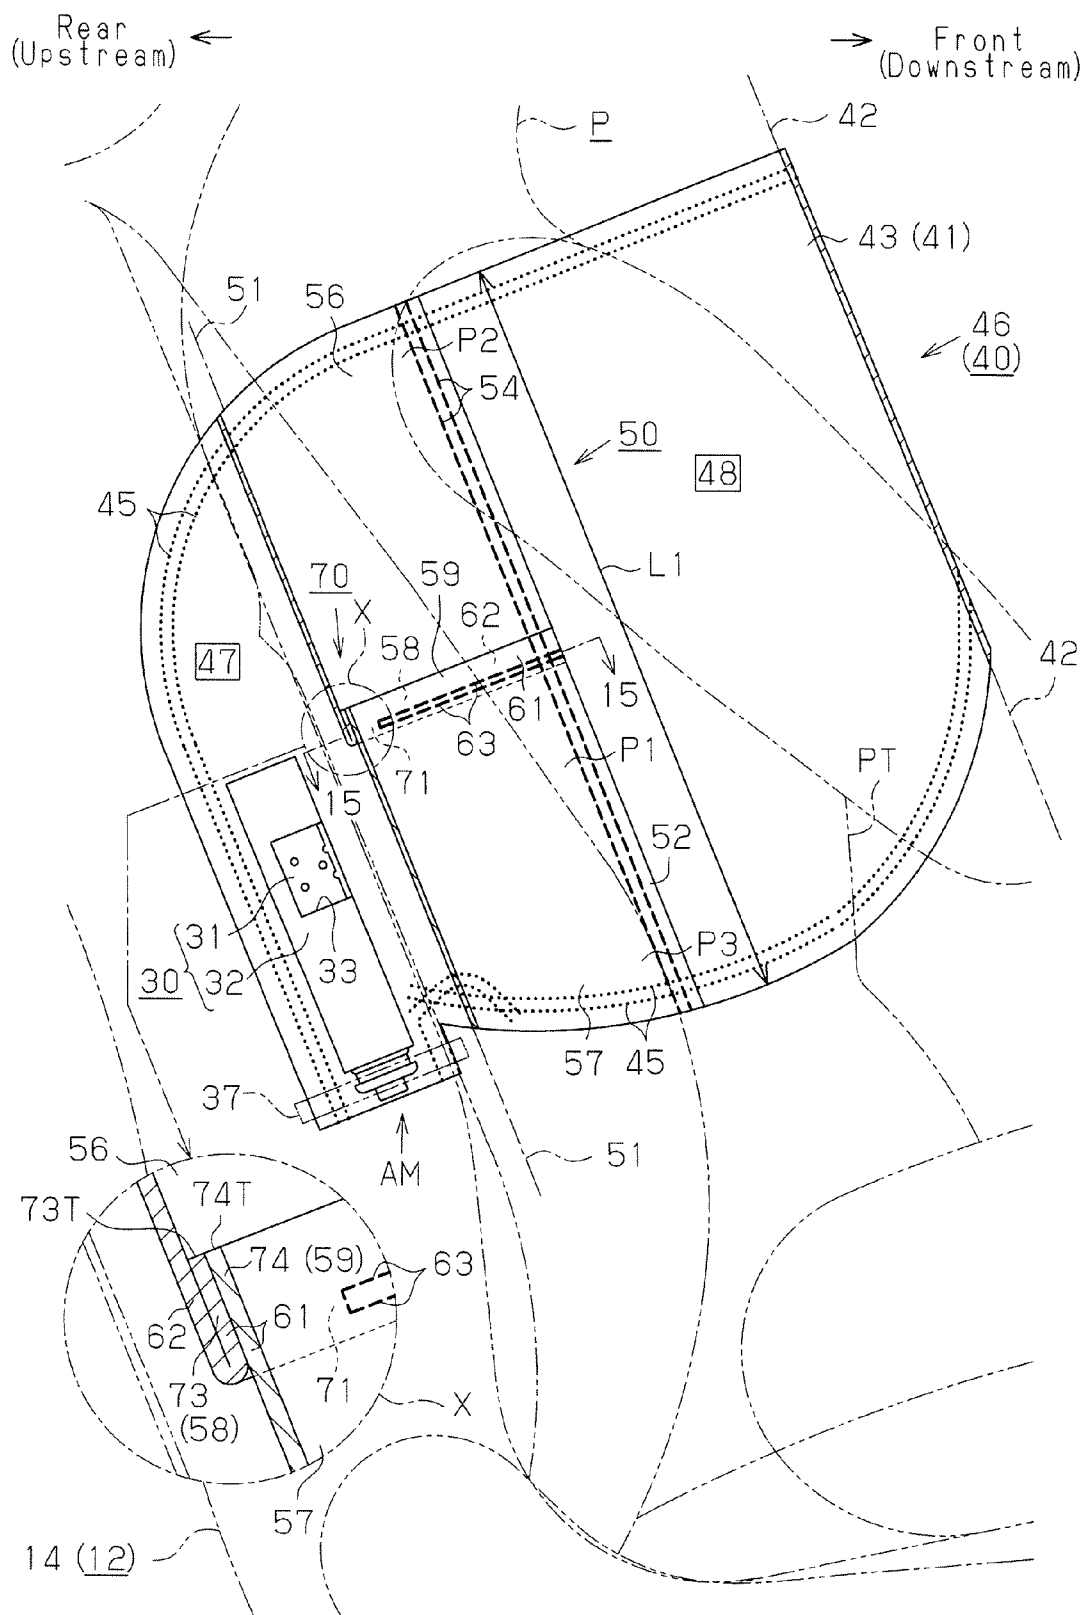 Rear
(Upstream)
Front
(Downstream)
P
42
43 (41)
51
56
P2
46
(40)
54
50
48
45
L1
59
70
X
62
58
47
42
61
15
63
71
P1
PT
15
52
31
P3
30
32
33
57
45
37
51
AM
56
74T
73T
74 (59)
63
62
61
71
73
(58)
X
57
14 (12)